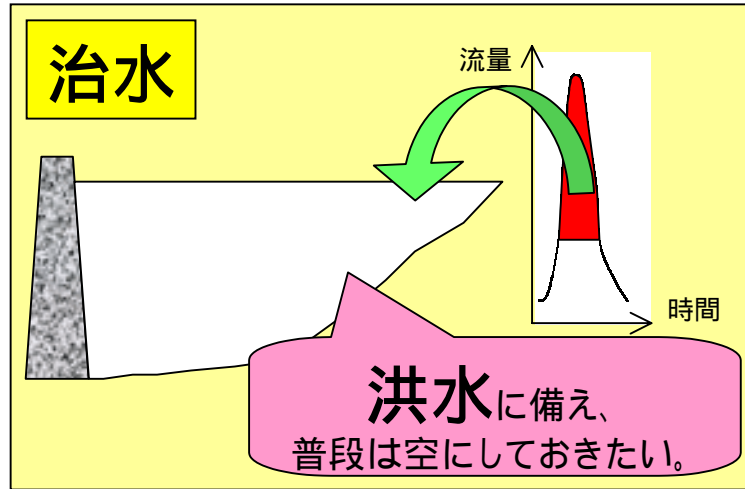 治水
流量
時間
洪水に備え、
普段は空にしておきたい。